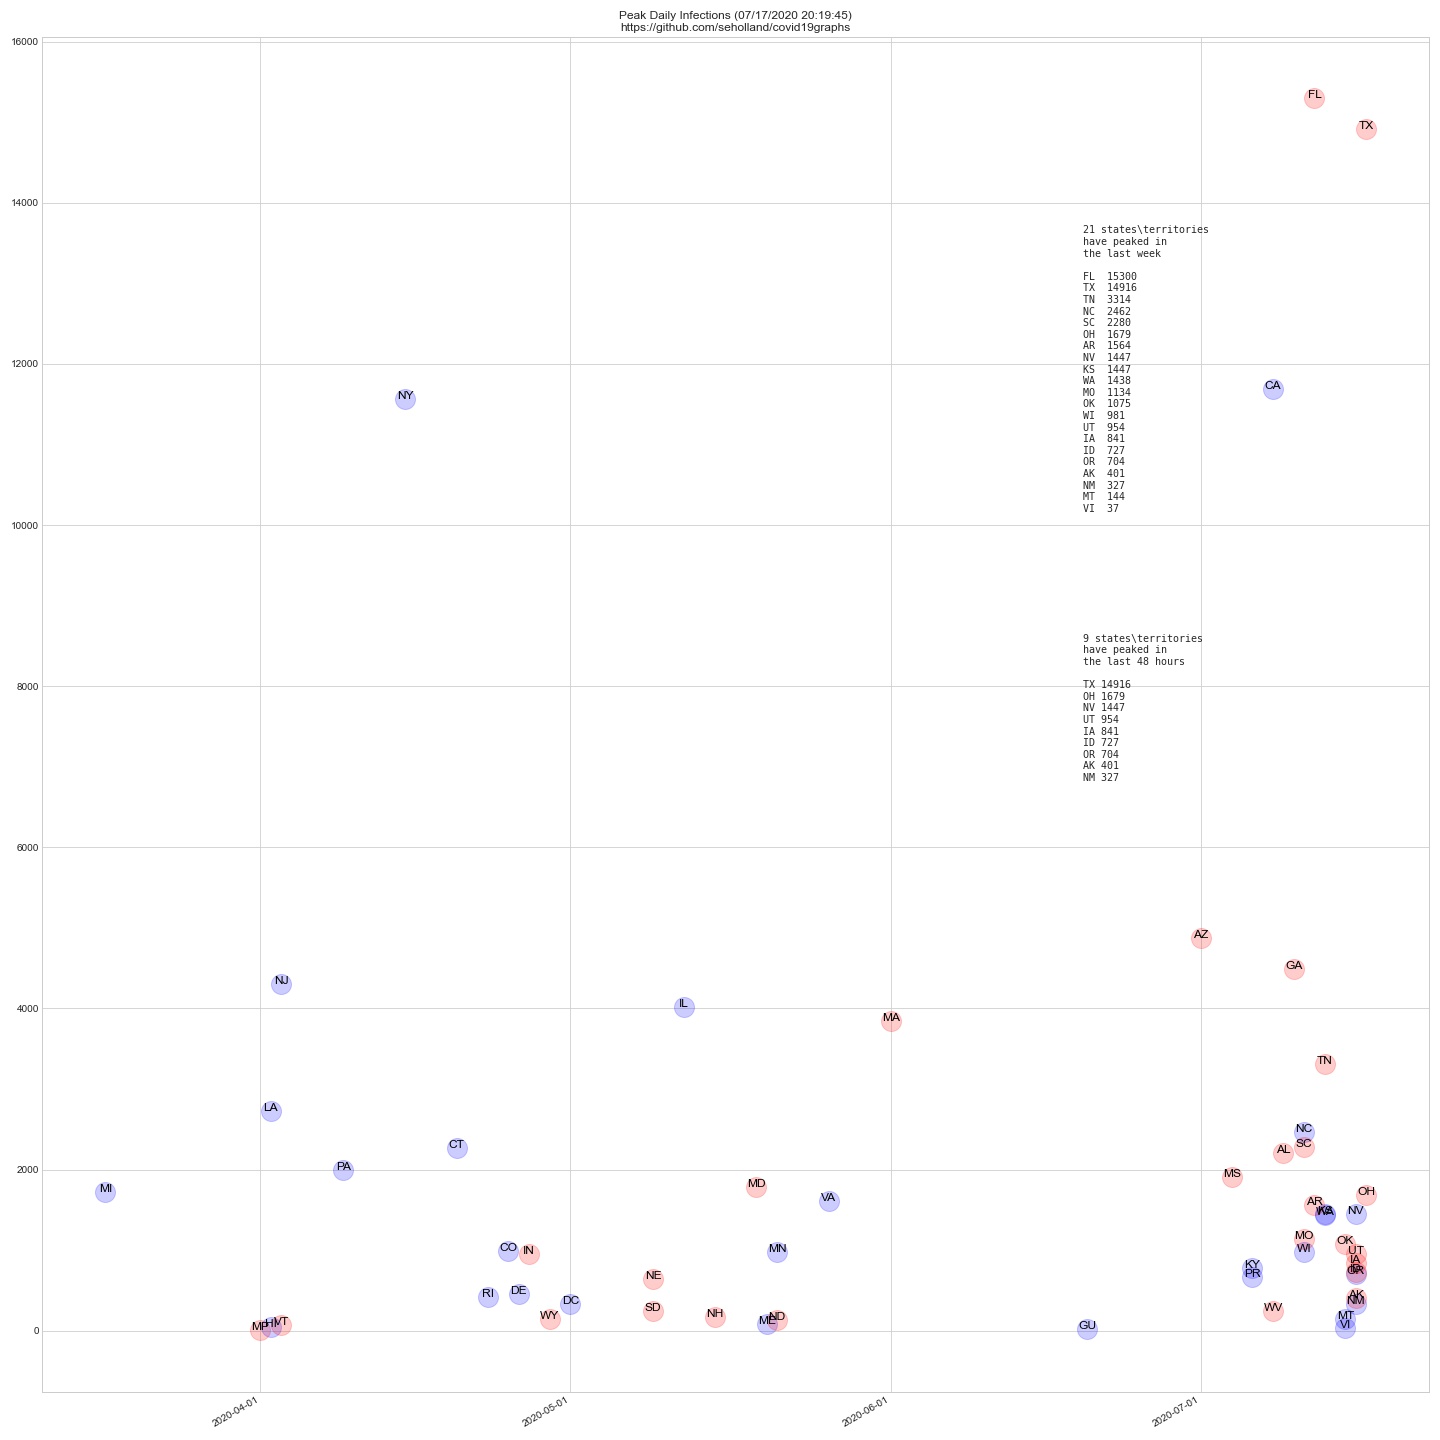 Peak Daily Infections (07/17/2020 20:19:45)
https://github.com/seholland/covid19graphs
16000
FL
TX
14000
21 states\territories
have peaked in
the last week
FL 15300
TX 14916
TN 3314
NC 2462
SC 2280
OH 1679
AR 1564
NV 1447
KS 1447
WA 1438
MO 1134
OK 1075
WI 981
UT 954
IA 841
ID 727
OR 704
AK 401
NM 327
MT 144
VI 37
12000
NY
CA
10000
9 states\territories
have peaked in
the last 48 hours
TX 14916
OH 1679
NV 1447
UT 954
IA 841
ID 727
OR 704
AK 401
NM 327
8000
6000
AZ
GA
NJ
IL
4000
MA
TN
LA
NC
CT
SC
AL
PA
2000
MS
MI
MD
OH
VA
AR
KS
WA
NV
MO
OK
CO
IN
MN
WI
UT
IA
KY
PR
ID
OR
NE
RI
DE
AK
NM
DC
SD
WV
WY
NH
MT
MP
HI
VT
ME
ND
GU
VI
0
2020-04-01
2020-05-01
2020-06-01
2020-07-01